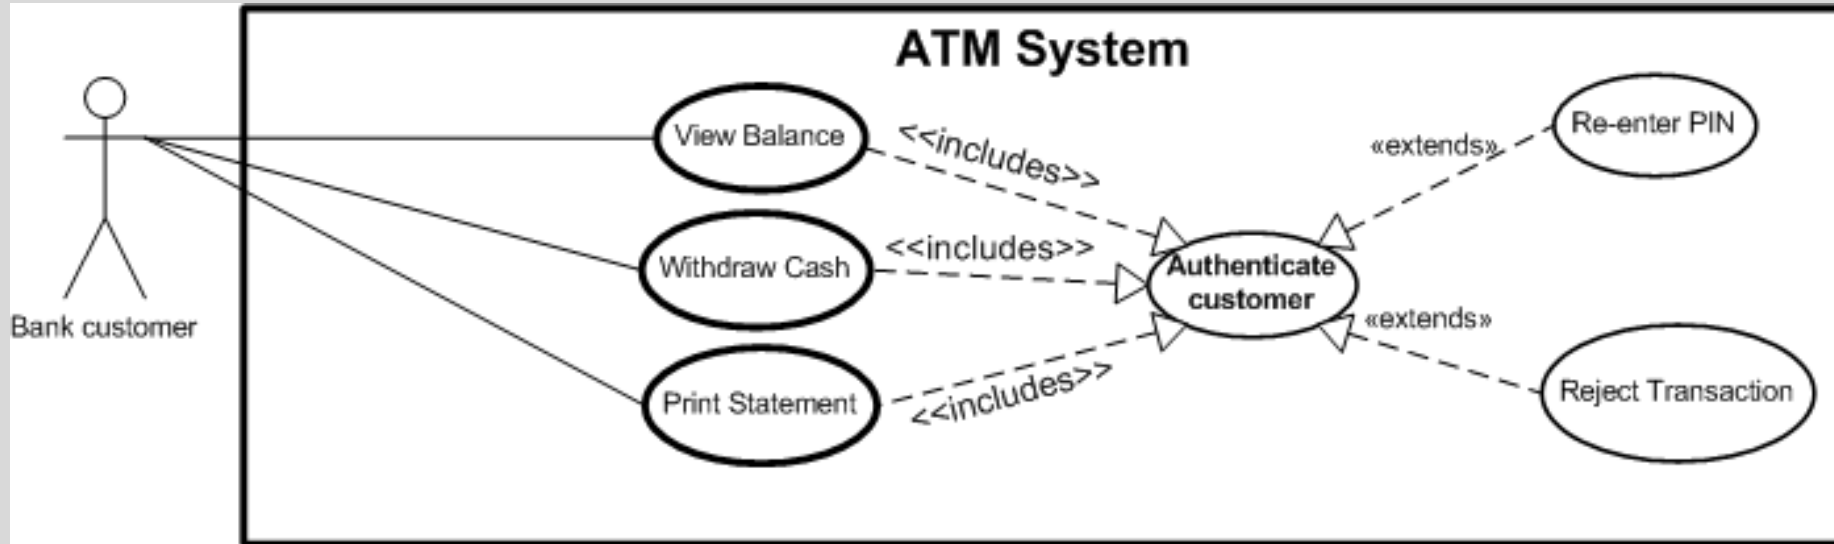 ATM System
Bank customer
View Balance
<<includes>>
Withdraw Cash
<<includes>>
Print Statement
<<includes>>
Authenticate
customer
«extends»
Re-enter PIN
«extends»
Reject Transaction